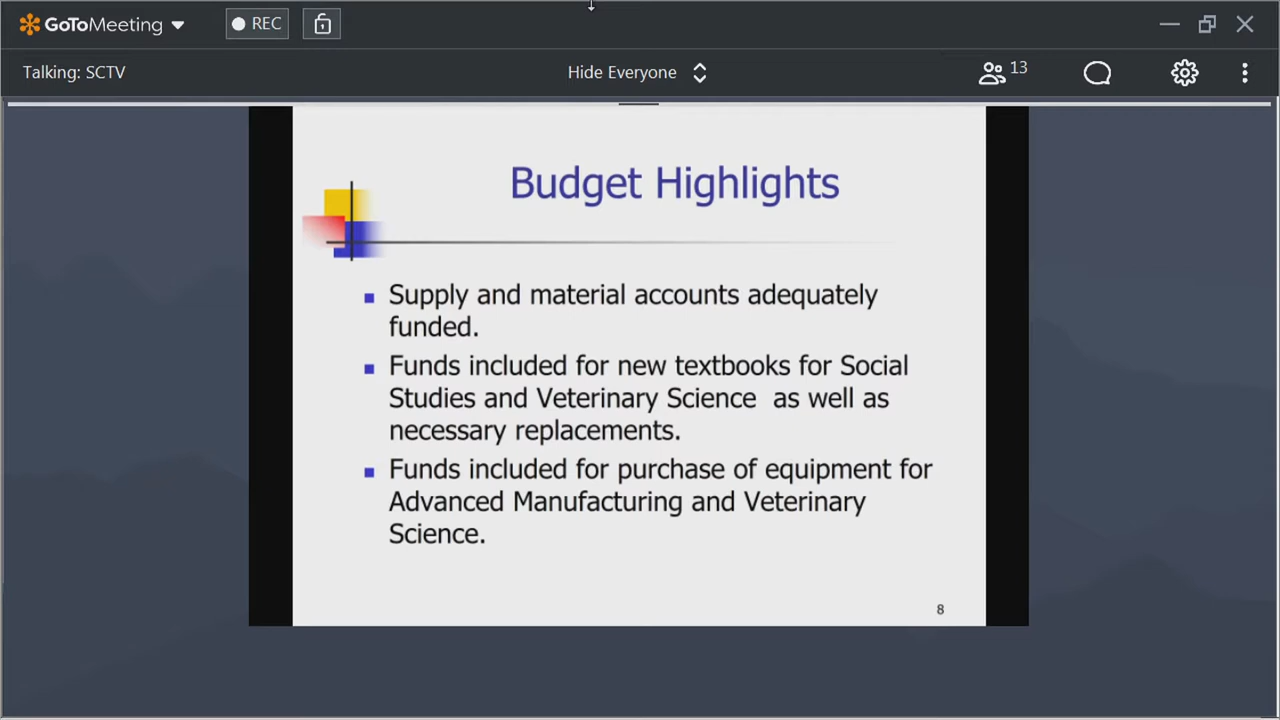 GoToMeeting
REC
Talking: SCTV
Hide Everyone
13
Budget Highlights
Supply and material accounts adequately
funded.
Funds included for new textbooks for Social
Studies and Veterinary Science  as well as
necessary replacements.
Funds included for purchase of equipment for
Advanced Manufacturing and Veterinary
Science.
8